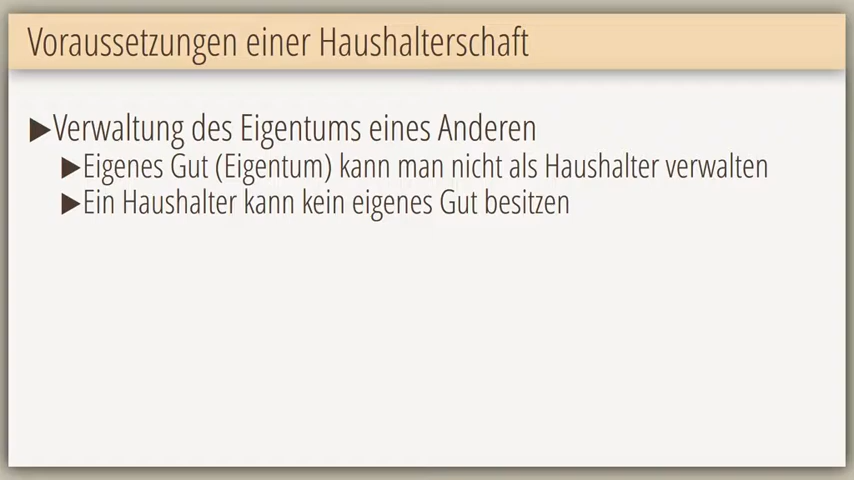 Voraussetzungen einer Haushalterschaft
▶Verwaltung des Eigentums eines Anderen
▶Eigenes Gut (Eigentum) kann man nicht als Haushalter verwalten
▶Ein Haushalter kann kein eigenes Gut besitzen